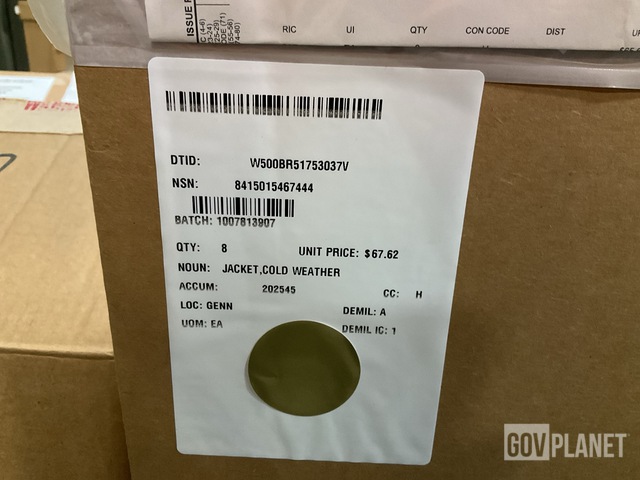 ISSUE
RIC UI QTY CON CODE DIST
DTID: W500BR51753037V
NSN: 8415015467444
BATCH: 1007813907
QTY: 8 UNIT PRICE: $67.62
NOUN: JACKET,COLD WEATHER
ACCUM: 202545 CC: H
LOC: GENN DEMIL: A
UOM: EA DEMIL IC: 1
GOVPLANET